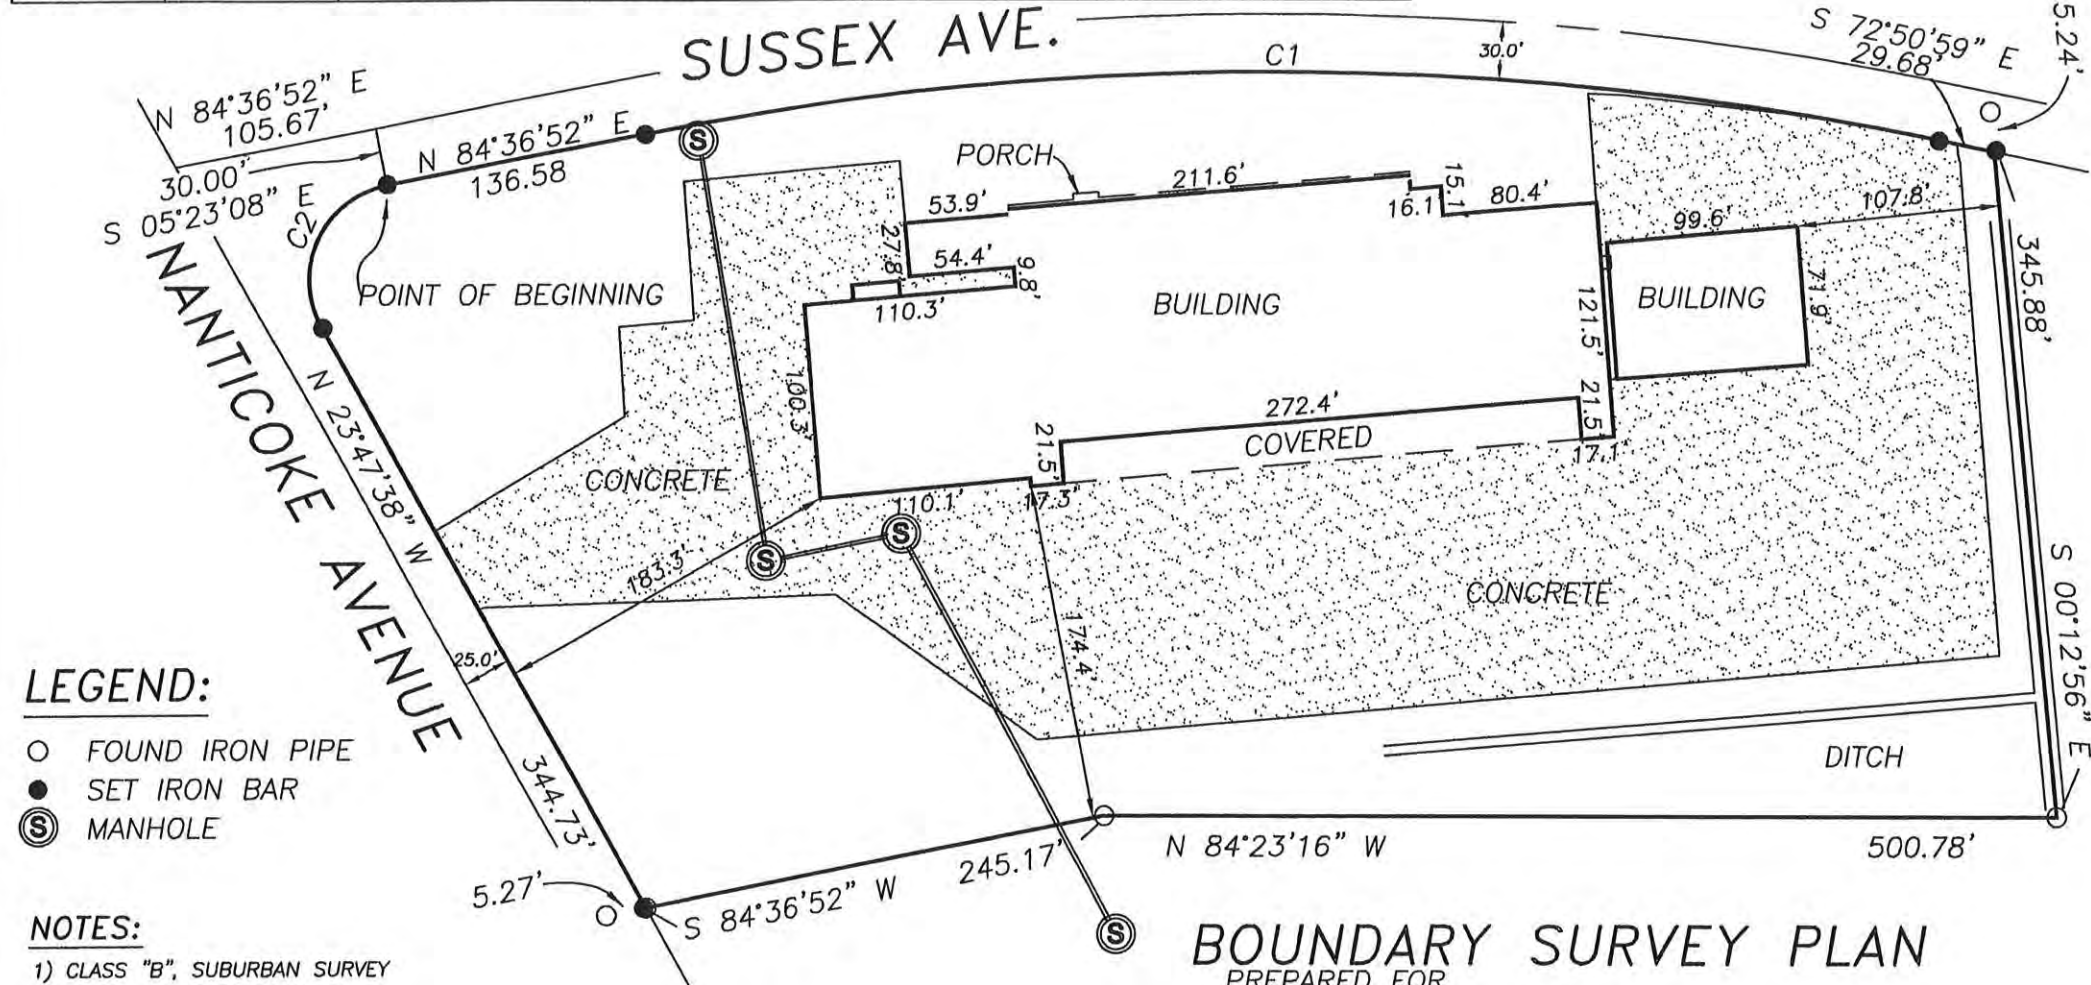 SUSSEX AVE.
C1
30.0'
S 72°50'59" E
29.68'
5.24'
N 84°36'52" E
105.67'
N 84°36'52" E
136.58
30.00'
S 05°23'08" E
C2
POINT OF BEGINNING
PORCH
211.6'
15.1
53.9'
16.1
80.4'
107.8'
99.6'
27.8'
54.4'
9.8'
345.88'
NANTICOKE AVENUE
110.3'
BUILDING
121.5'
BUILDING
71.9'
N 23°47'38" W
100.3'
272.4'
COVERED
21.5'
21.5'
17.1
CONCRETE
110.1'
17.3'
S
S
S
183.3'
174.4'
CONCRETE
S 00°12'56" E
25.0'
344.73'
DITCH
LEGEND:
FOUND IRON PIPE
SET IRON BAR
S MANHOLE
N 84°23'16" W
500.78'
245.17'
5.27'
S 84°36'52" W
S
NOTES:
1) CLASS "B", SUBURBAN SURVEY
BOUNDARY SURVEY PLAN
PREPARED FOR